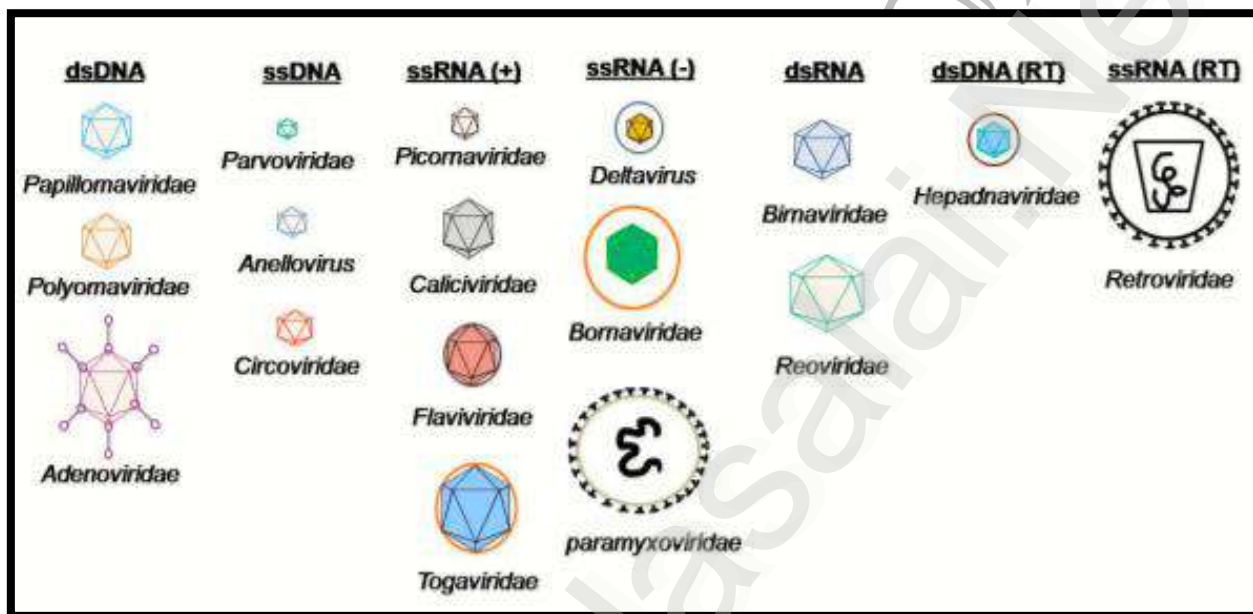 dsDNA
Papillomaviridae
Polyomaviridae
Adenoviridae
ssDNA
Parvoviridae
Anellovirus
Circoviridae
ssRNA (+)
Picornaviridae
Caliciviridae
Flaviviridae
Togaviridae
ssRNA (-)
Deltavirus
Bornaviridae
paramyxoviridae
dsRNA
Birnaviridae
Reoviridae
dsDNA (RT)
Hepadnaviridae
ssRNA (RT)
Retroviridae